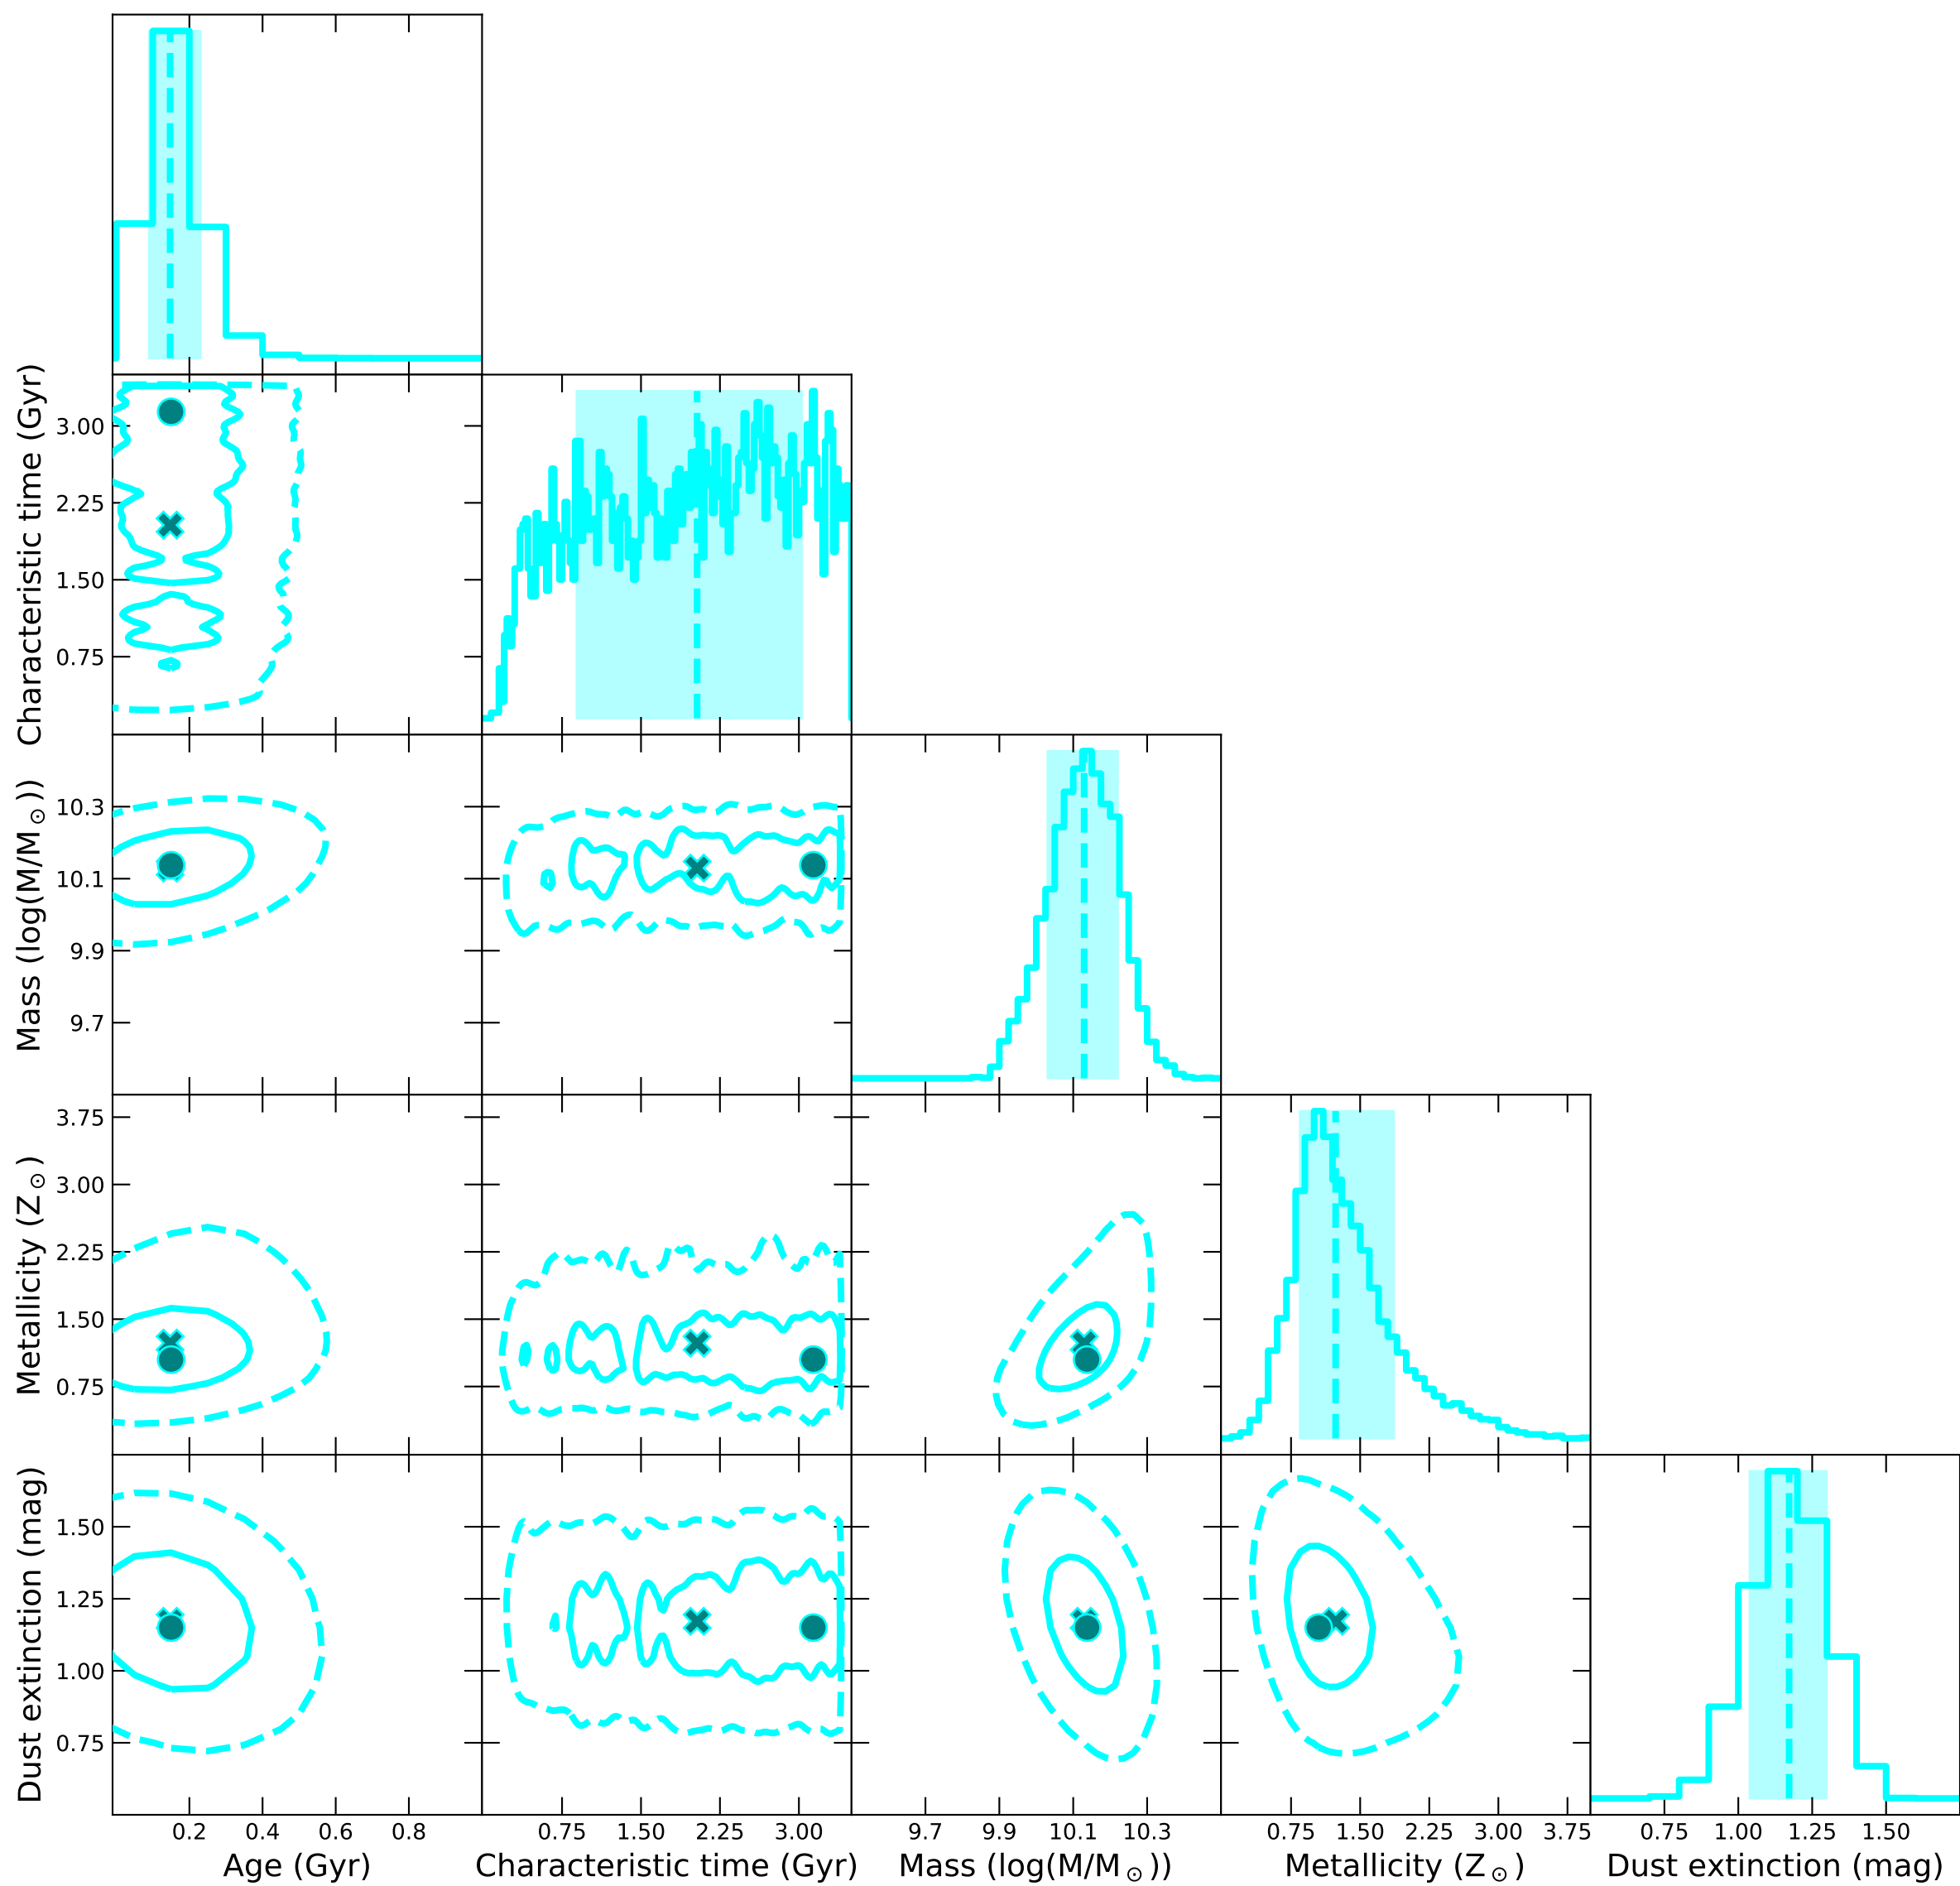 Characteristic time (Gyr)
3.00
2.25
1.50
0.75
Mass (log(M/M⊙))
10.3
10.1
9.9
9.7
Metallicity (Z⊙)
3.75
3.00
2.25
1.50
0.75
Dust extinction (mag)
1.50
1.25
1.00
0.75
0.2 0.4 0.6 0.8 0.75 1.50 2.25 3.00 9.7 9.9 10.1 10.3 0.75 1.50 2.25 3.00 3.75 0.75 1.00 1.25 1.50
Age (Gyr) Characteristic time (Gyr) Mass (log(M/M⊙)) Metallicity (Z⊙) Dust extinction (mag)